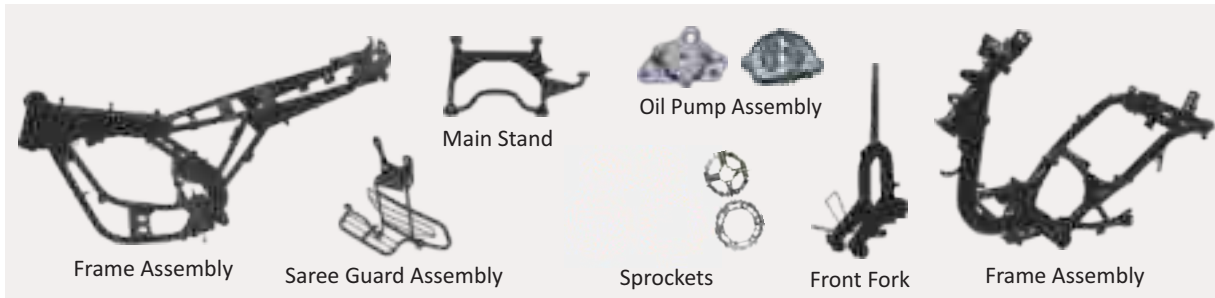 Oil Pump Assembly
Main Stand
Frame Assembly
Saree Guard Assembly
Sprockets
Front Fork
Frame Assembly